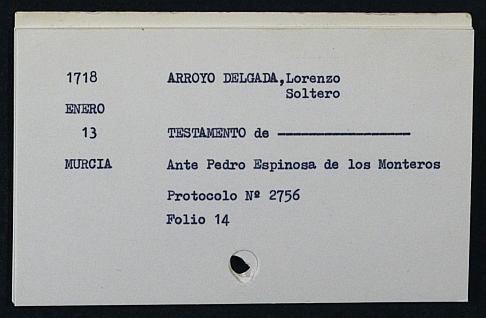 1718 ARROYO DELGADA, Lorenzo
Soltero
ENERO
13 TESTAMENTO de ------------------
MURCIA Ante Pedro Espinosa de los Monteros
Protocolo Nº 2756
Folio 14